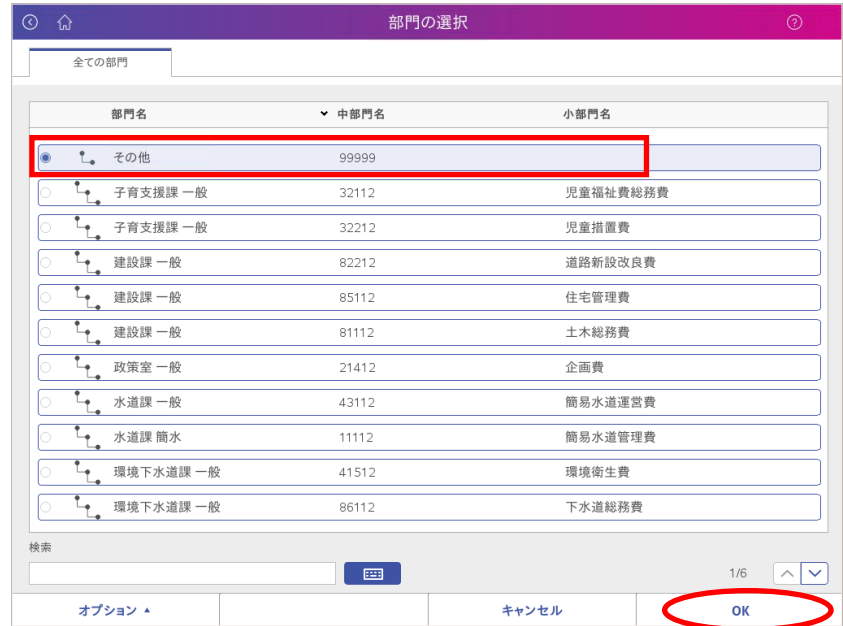 部門の選択
全ての部門
部門名 中部門名 小部門名
その他 99999
子育支援課 一般 32112 児童福祉費総務費
子育支援課 一般 32212 児童措置費
建設課 一般 82212 道路新設改良費
建設課 一般 85112 住宅管理費
建設課 一般 81112 土木総務費
政策室 一般 21412 企画費
水道課 一般 43112 簡易水道運営費
水道課 簡水 11112 簡易水道管理費
環境下水道課 一般 41512 環境衛生費
環境下水道課 一般 86112 下水道総務費
検索
1/6
オプション キャンセル OK